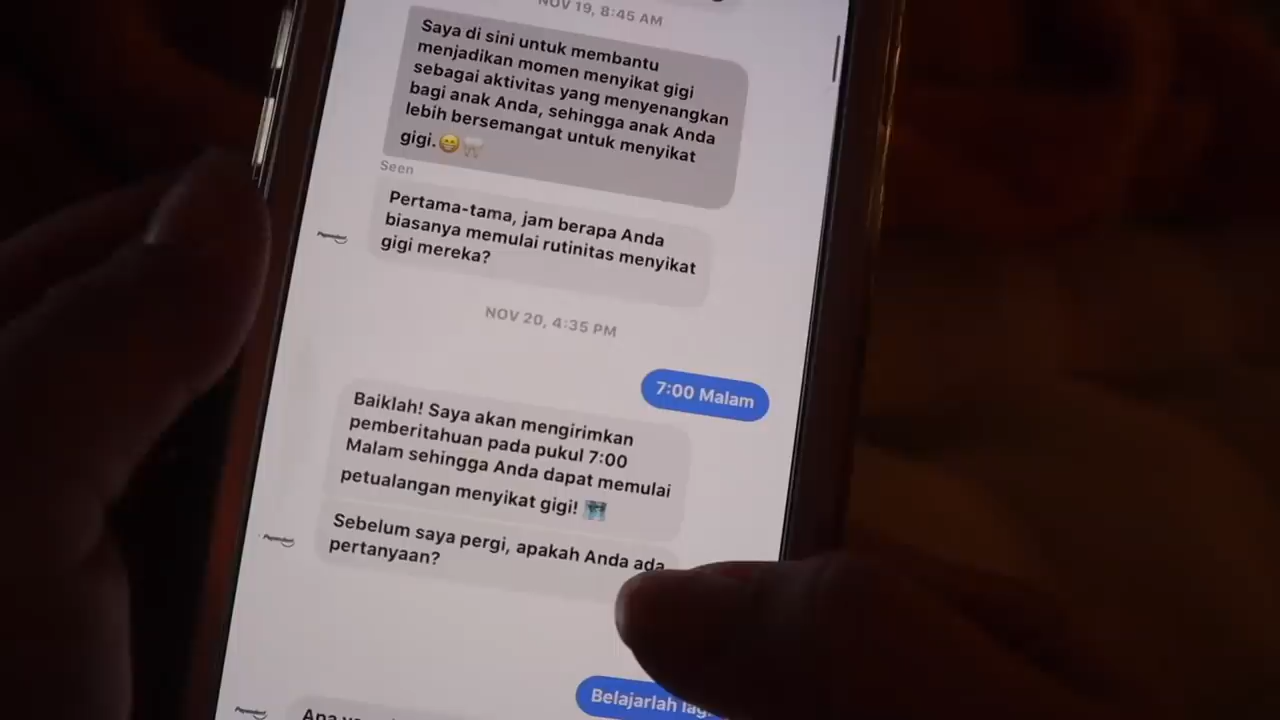 NOV 19, 8:45 AM
Saya di sini untuk membantu
menjadikan momen menyikat gigi
sebagai aktivitas yang menyenangkan
bagi anak Anda, sehingga anak Anda
lebih bersemangat untuk menyikat
gigi.😁🦷
Seen
Pertama-tama, jam berapa Anda
biasanya memulai rutinitas menyikat
gigi mereka?
NOV 20, 4:35 PM
7:00 Malam
Baiklah! Saya akan mengirimkan
pemberitahuan pada pukul 7:00
Malam sehingga Anda dapat memulai
petualangan menyikat gigi!
Sebelum saya pergi, apakah Anda ada
pertanyaan?
Belajarlah
Apa